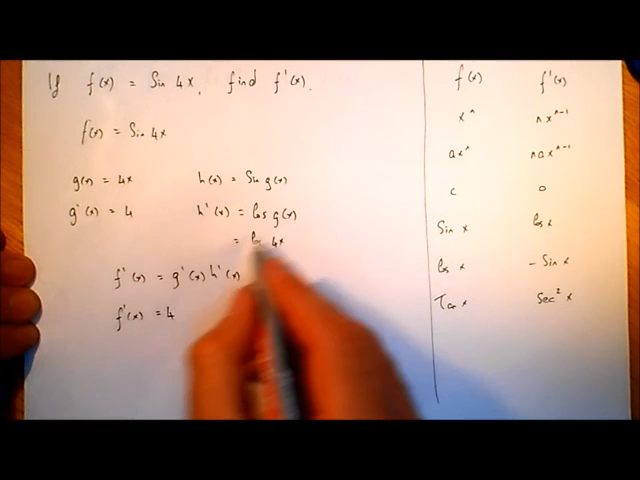 If f(x) = Sin 4x, find f'(x).
f(x) = Sin 4x
g(x) = 4x h(x) = Sin g(x)
g'(x) = 4 h'(x) = Cos g(x)
= Cos 4x
f'(x) = g'(x) h'(x)
f'(x) = 4
f(x) f'(x)
x^n nx^{n-1}
ax^n nax^{n-1}
c 0
Sin x Cos x
Cos x - Sin x
Tan x Sec² x